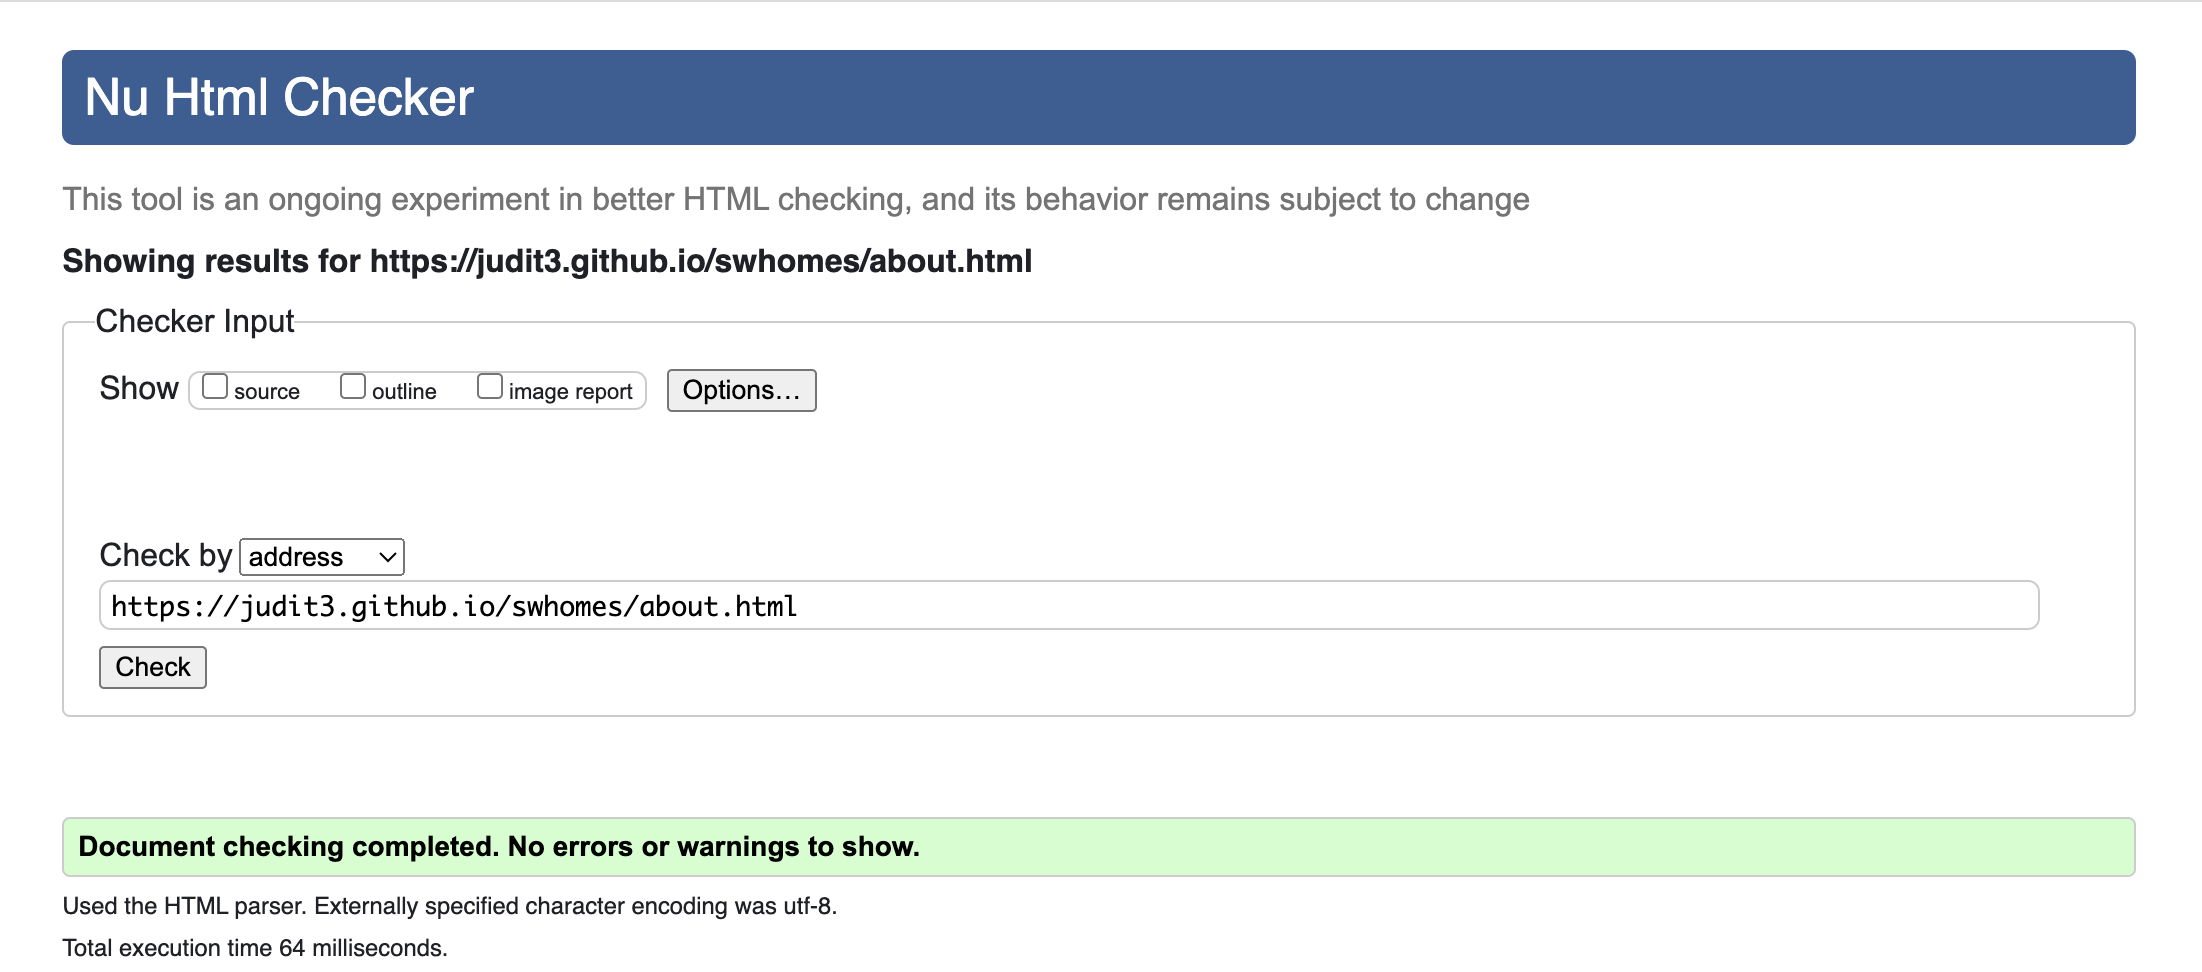 Nu Html Checker
This tool is an ongoing experiment in better HTML checking, and its behavior remains subject to change
Showing results for https://judit3.github.io/swhomes/about.html
Checker Input
Show source outline image report Options…
Check by address
https://judit3.github.io/swhomes/about.html
Check
Document checking completed. No errors or warnings to show.
Used the HTML parser. Externally specified character encoding was utf-8.
Total execution time 64 milliseconds.